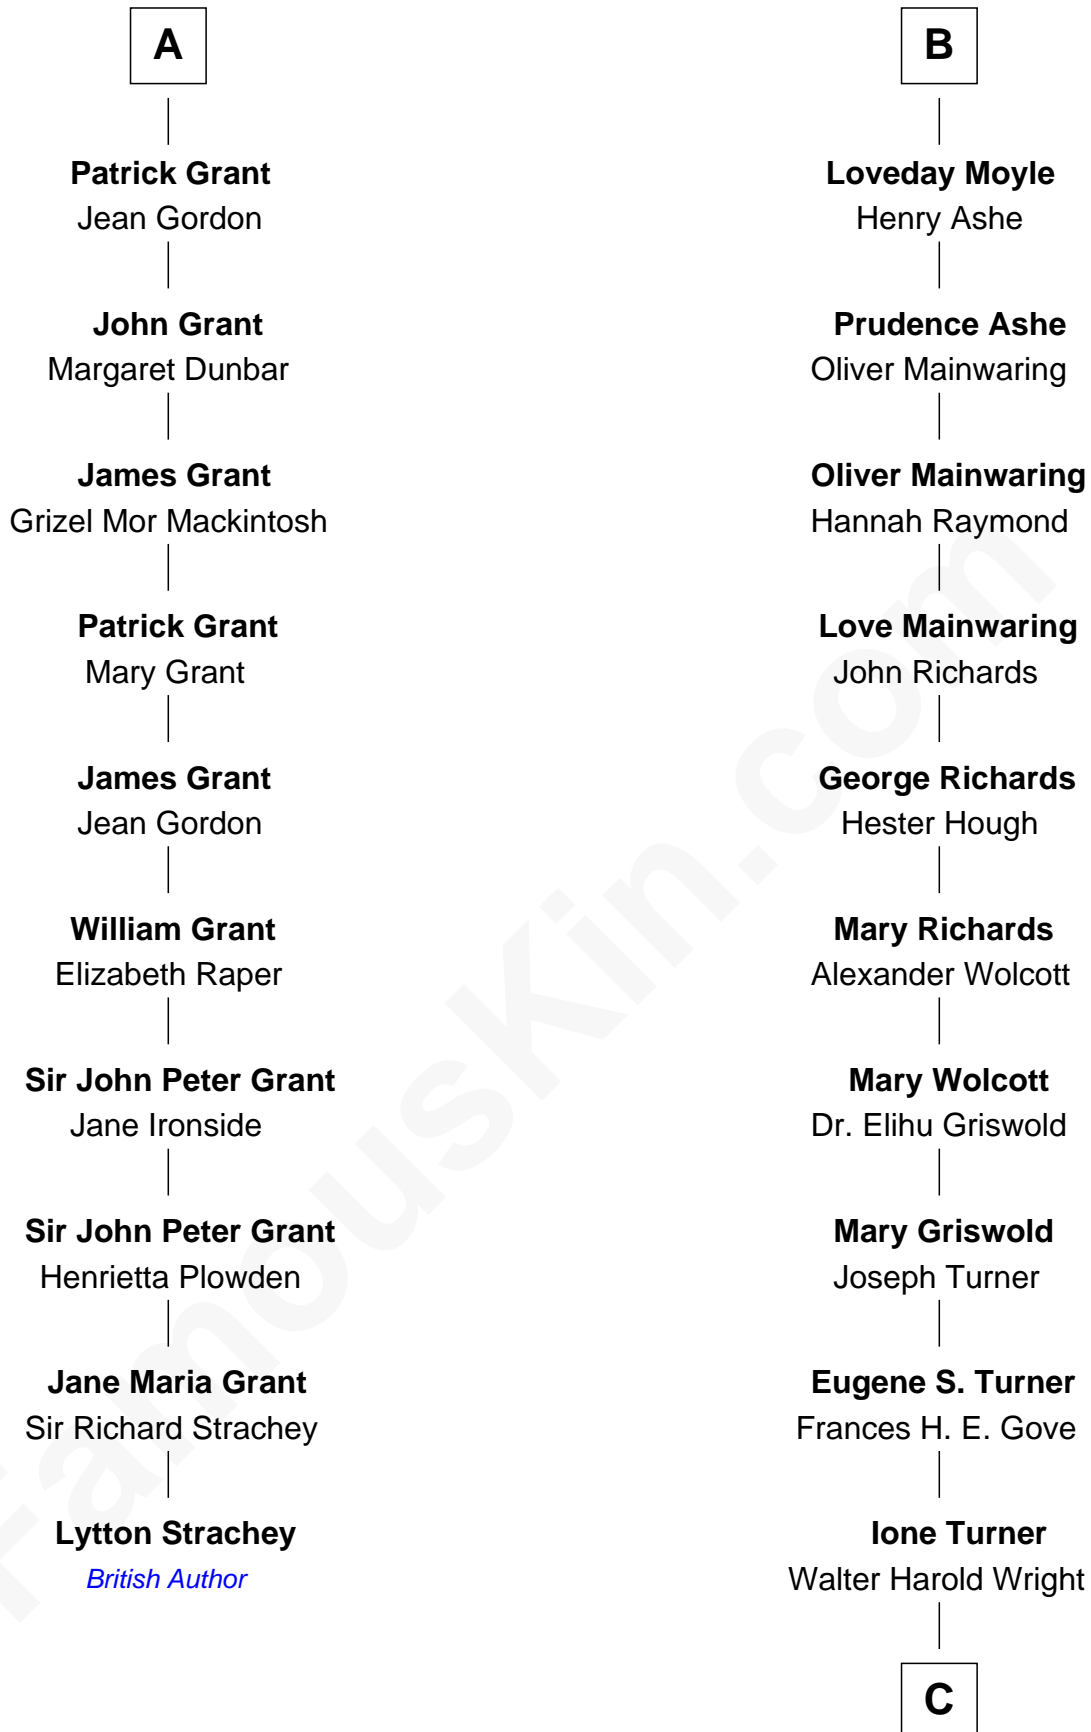 A
Patrick Grant
Jean Gordon
John Grant
Margaret Dunbar
James Grant
Grizel Mor Mackintosh
Patrick Grant
Mary Grant
James Grant
Jean Gordon
William Grant
Elizabeth Raper
Sir John Peter Grant
Jane Ironside
Sir John Peter Grant
Henrietta Plowden
Jane Maria Grant
Sir Richard Strachey
Lytton Strachey
British Author
B
Loveday Moyle
Henry Ashe
Prudence Ashe
Oliver Mainwaring
Oliver Mainwaring
Hannah Raymond
Love Mainwaring
John Richards
George Richards
Hester Hough
Mary Richards
Alexander Wolcott
Mary Wolcott
Dr. Elihu Griswold
Mary Griswold
Joseph Turner
Eugene S. Turner
Frances H. E. Gove
Ione Turner
Walter Harold Wright
C
FamousKin.com